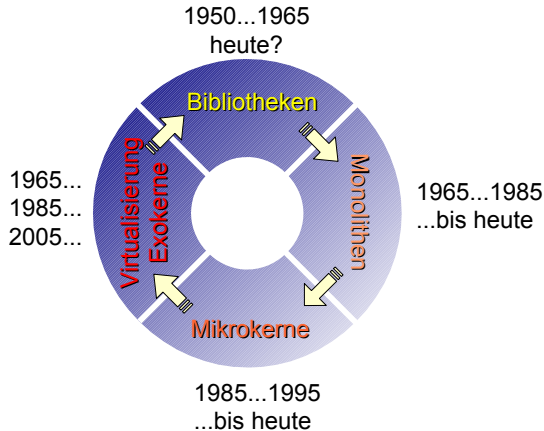 1950...1965
heute?
Bibliotheken
Monolithen
1965...1985
...bis heute
Mikrokerne
1985...1995
...bis heute
Virtualisierung
Exokerne
1965...
1985...
2005...